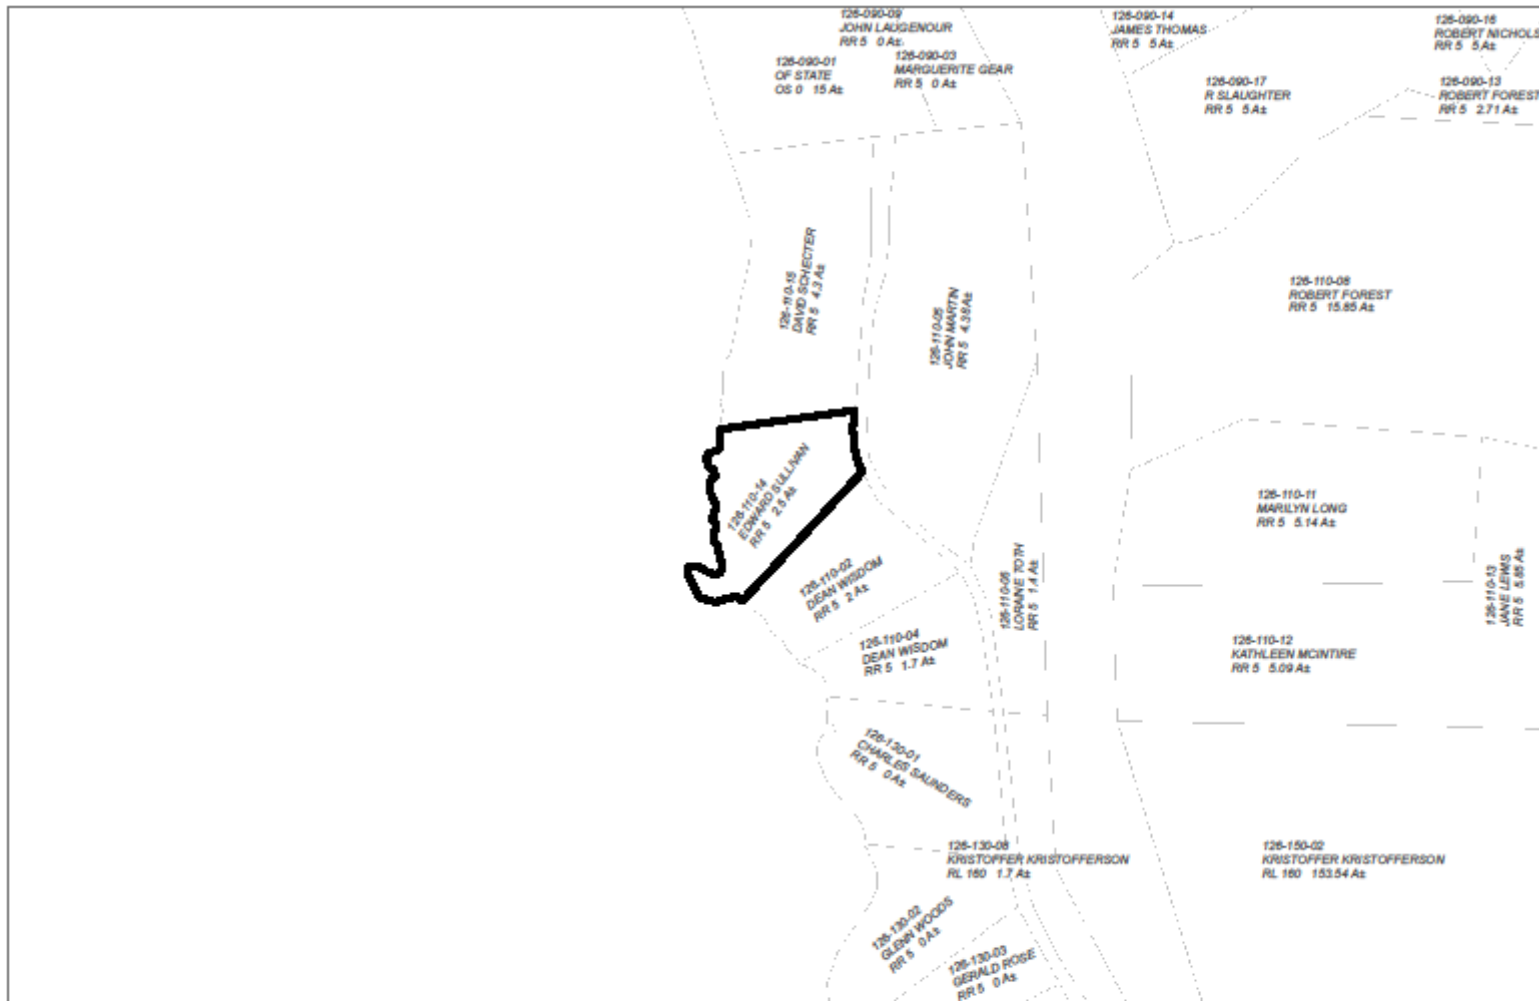 126-090-09
JOHN LAUGENOUR
RR 5 0 A±
126-090-01
OF STATE
OS 0 15 A±
126-090-03
MARGUERITE GEAR
RR 5 0 A±
126-090-14
JAMES THOMAS
RR 5 5 A±
126-090-16
ROBERT NICHOLS
RR 5 5 A±
126-090-17
R SLAUGHTER
RR 5 5 A±
126-090-13
ROBERT FOREST
RR 5 2.71 A±
126-110-15
DAVID SCHECTER
RR 5 4.3 A±
126-110-05
JOHN MARTIN
RR 5 4.38 A±
126-110-08
ROBERT FOREST
RR 5 15.85 A±
126-110-14
EDWARD SULLIVAN
RR 5 2.5 A±
126-110-11
MARILYN LONG
RR 5 5.14 A±
126-110-02
DEAN WISDOM
RR 5 2 A±
126-110-06
LORAINE TOTH
RR 5 1.4 A±
126-110-13
JANE LEWIS
RR 5 5.85 A±
126-110-04
DEAN WISDOM
RR 5 1.7 A±
126-110-12
KATHLEEN MCINTIRE
RR 5 5.09 A±
126-130-01
CHARLES SAUNDERS
RR 5 0 A±
126-130-08
KRISTOFFER KRISTOFFERSON
RL 160 1.7 A±
126-150-02
KRISTOFFER KRISTOFFERSON
RL 160 153.54 A±
126-130-02
GLENN WOODS
RR 5 0 A±
126-130-03
GERALD ROSE
RR 5 0 A±